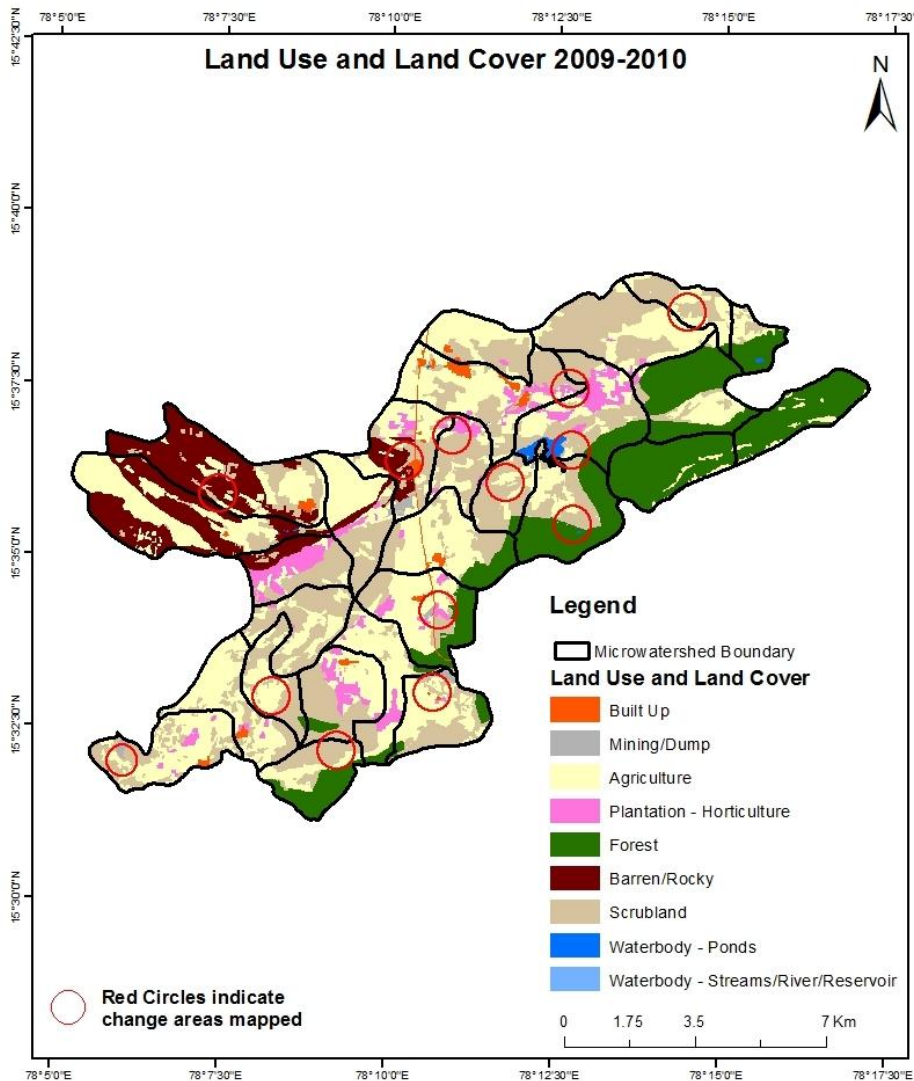 78°5'0"E 78°7'30"E 78°10'0"E 78°12'30"E 78°15'0"E 78°17'30"E
15°42'30"N
Land Use and Land Cover 2009-2010
N
15°40'0"N
15°37'30"N
15°35'0"N
15°32'30"N
15°30'0"N
Legend
Microwatershed Boundary
Land Use and Land Cover
Built Up
Mining/Dump
Agriculture
Plantation - Horticulture
Forest
Barren/Rocky
Scrubland
Waterbody - Ponds
Waterbody - Streams/River/Reservoir
Red Circles indicate
change areas mapped
0 1.75 3.5 7 Km
78°5'0"E 78°7'30"E 78°10'0"E 78°12'30"E 78°15'0"E 78°17'30"E